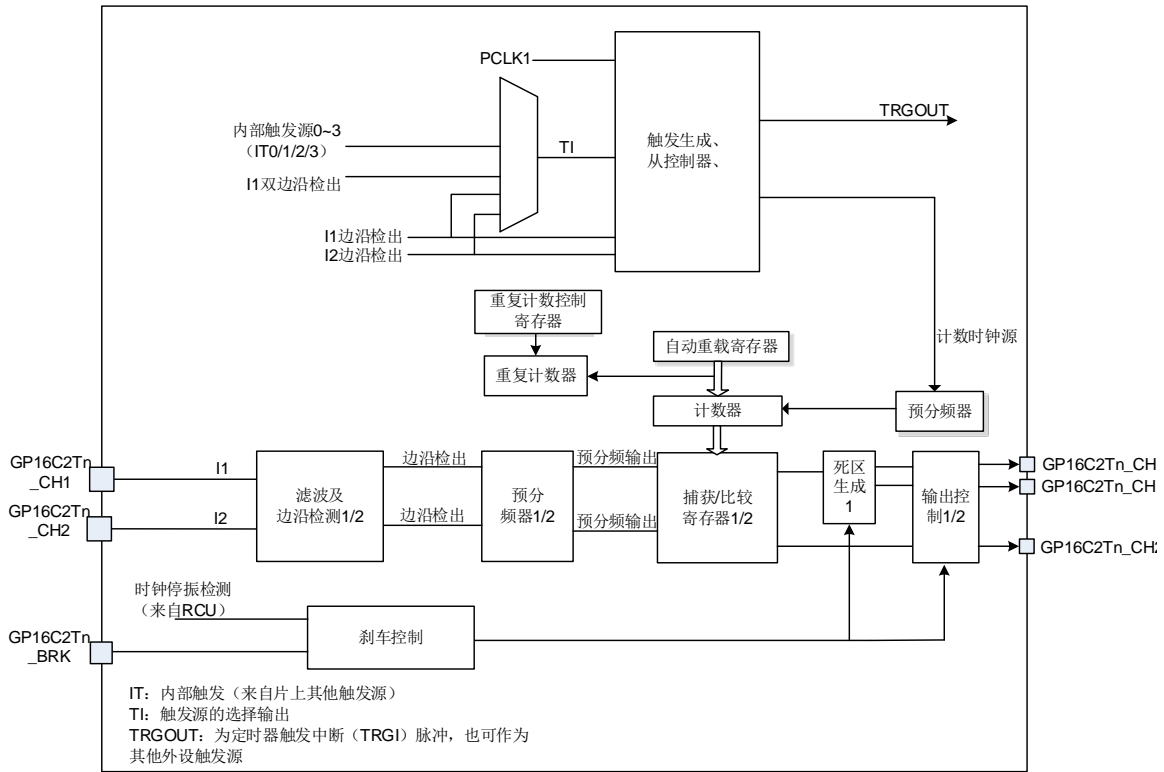 PCLK1
内部触发源0~3
（IT0/1/2/3）
I1双边沿检出
I1边沿检出
I2边沿检出
TI
触发生成、
从控制器、
TRGOUT
计数时钟源
重复计数控制
寄存器
重复计数器
自动重载寄存器
计数器
预分频器
GP16C2Tn
_CH1
GP16C2Tn
_CH2
I1
I2
滤波及
边沿检测1/2
边沿检出
边沿检出
预分
频器1/2
预分频输出
预分频输出
捕获/比较
寄存器1/2
死区
生成
1
输出控
制1/2
GP16C2Tn_CH
GP16C2Tn_CH
GP16C2Tn_CH2
时钟停振检测
（来自RCU）
GP16C2Tn
_BRK
刹车控制
IT：内部触发（来自片上其他触发源）
TI：触发源的选择输出
TRGOUT：为定时器触发中断（TRGI）脉冲，也可作为
其他外设触发源